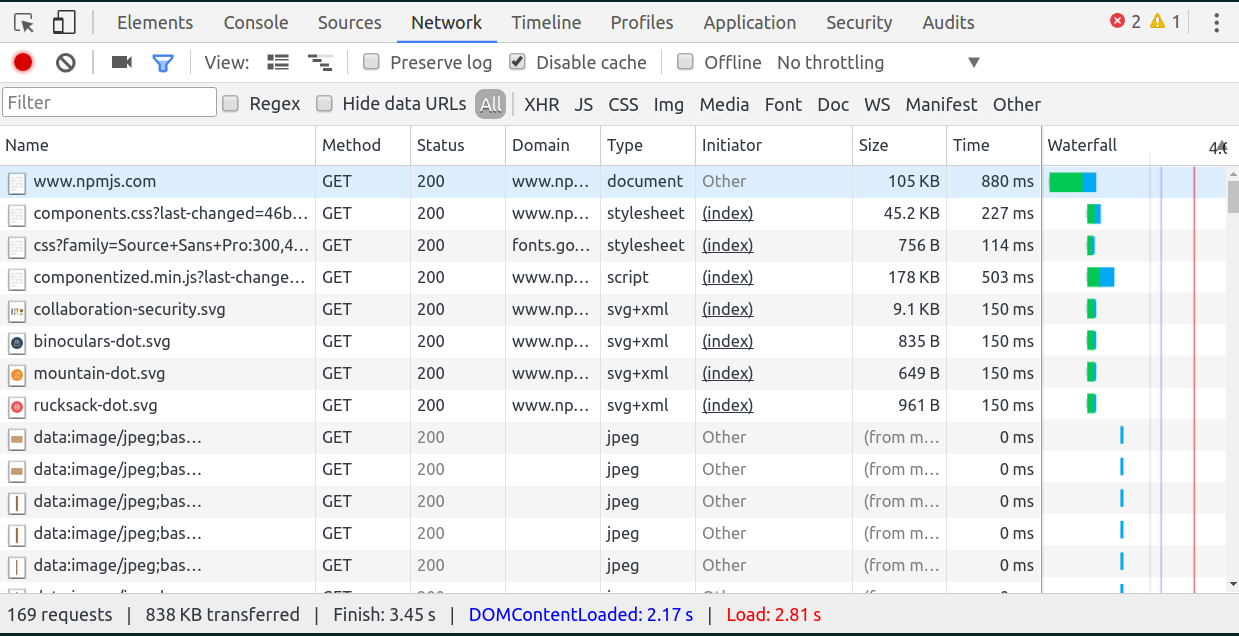 Elements Console Sources Network Timeline Profiles Application Security Audits 2 1
View: Preserve log Disable cache Offline No throttling
Filter Regex Hide data URLs All XHR JS CSS Img Media Font Doc WS Manifest Other
Name Method Status Domain Type Initiator Size Time Waterfall
www.npmjs.com GET 200 www.np… document Other 105 KB 880 ms
components.css?last-changed=46b… GET 200 www.np… stylesheet (index) 45.2 KB 227 ms
css?family=Source+Sans+Pro:300,4… GET 200 fonts.go… stylesheet (index) 756 B 114 ms
componentized.min.js?last-change… GET 200 www.np… script (index) 178 KB 503 ms
collaboration-security.svg GET 200 www.np… svg+xml (index) 9.1 KB 150 ms
binoculars-dot.svg GET 200 www.np… svg+xml (index) 835 B 150 ms
mountain-dot.svg GET 200 www.np… svg+xml (index) 649 B 150 ms
rucksack-dot.svg GET 200 www.np… svg+xml (index) 961 B 150 ms
data:image/jpeg;bas… GET 200 jpeg Other (from m… 0 ms
data:image/jpeg;bas… GET 200 jpeg Other (from m… 0 ms
data:image/jpeg;bas… GET 200 jpeg Other (from m… 0 ms
data:image/jpeg;bas… GET 200 jpeg Other (from m… 0 ms
data:image/jpeg;bas… GET 200 jpeg Other (from m… 0 ms
169 requests | 838 KB transferred | Finish: 3.45 s | DOMContentLoaded: 2.17 s | Load: 2.81 s